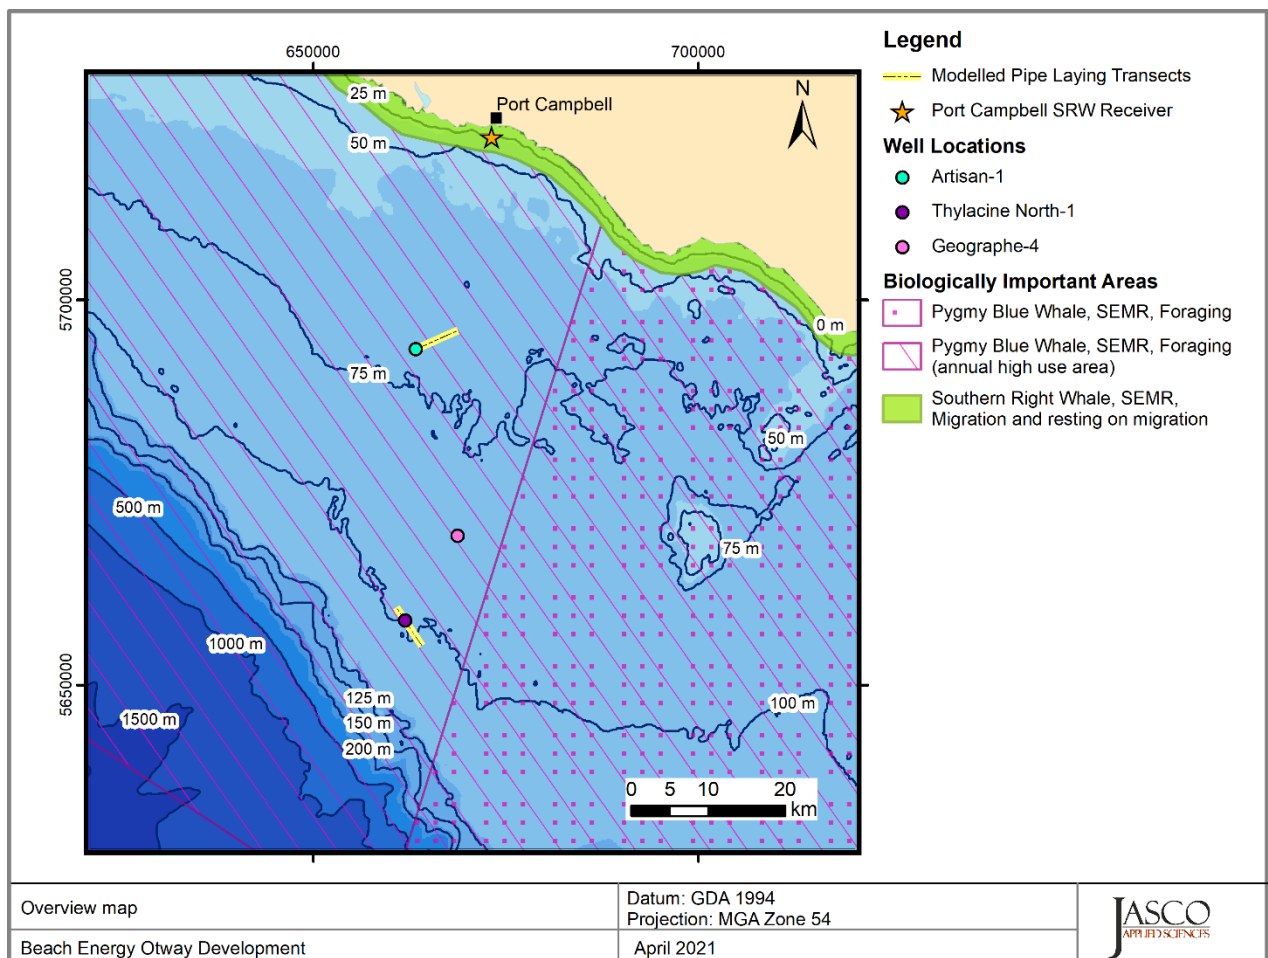 650000
700000
5700000
5650000
25 m
Port Campbell
50 m
N
0 m
75 m
50 m
500 m
75 m
1000 m
125 m
1500 m
150 m
200 m
100 m
0 5 10 20
km
Legend
Modelled Pipe Laying Transects
Port Campbell SRW Receiver
Well Locations
Artisan-1
Thylacine North-1
Geographe-4
Biologically Important Areas
Pygmy Blue Whale, SEMR, Foraging
Pygmy Blue Whale, SEMR, Foraging
(annual high use area)
Southern Right Whale, SEMR,
Migration and resting on migration
Overview map
Datum: GDA 1994
Projection: MGA Zone 54
Beach Energy Otway Development
April 2021
JASCO
APPLIED SCIENCES